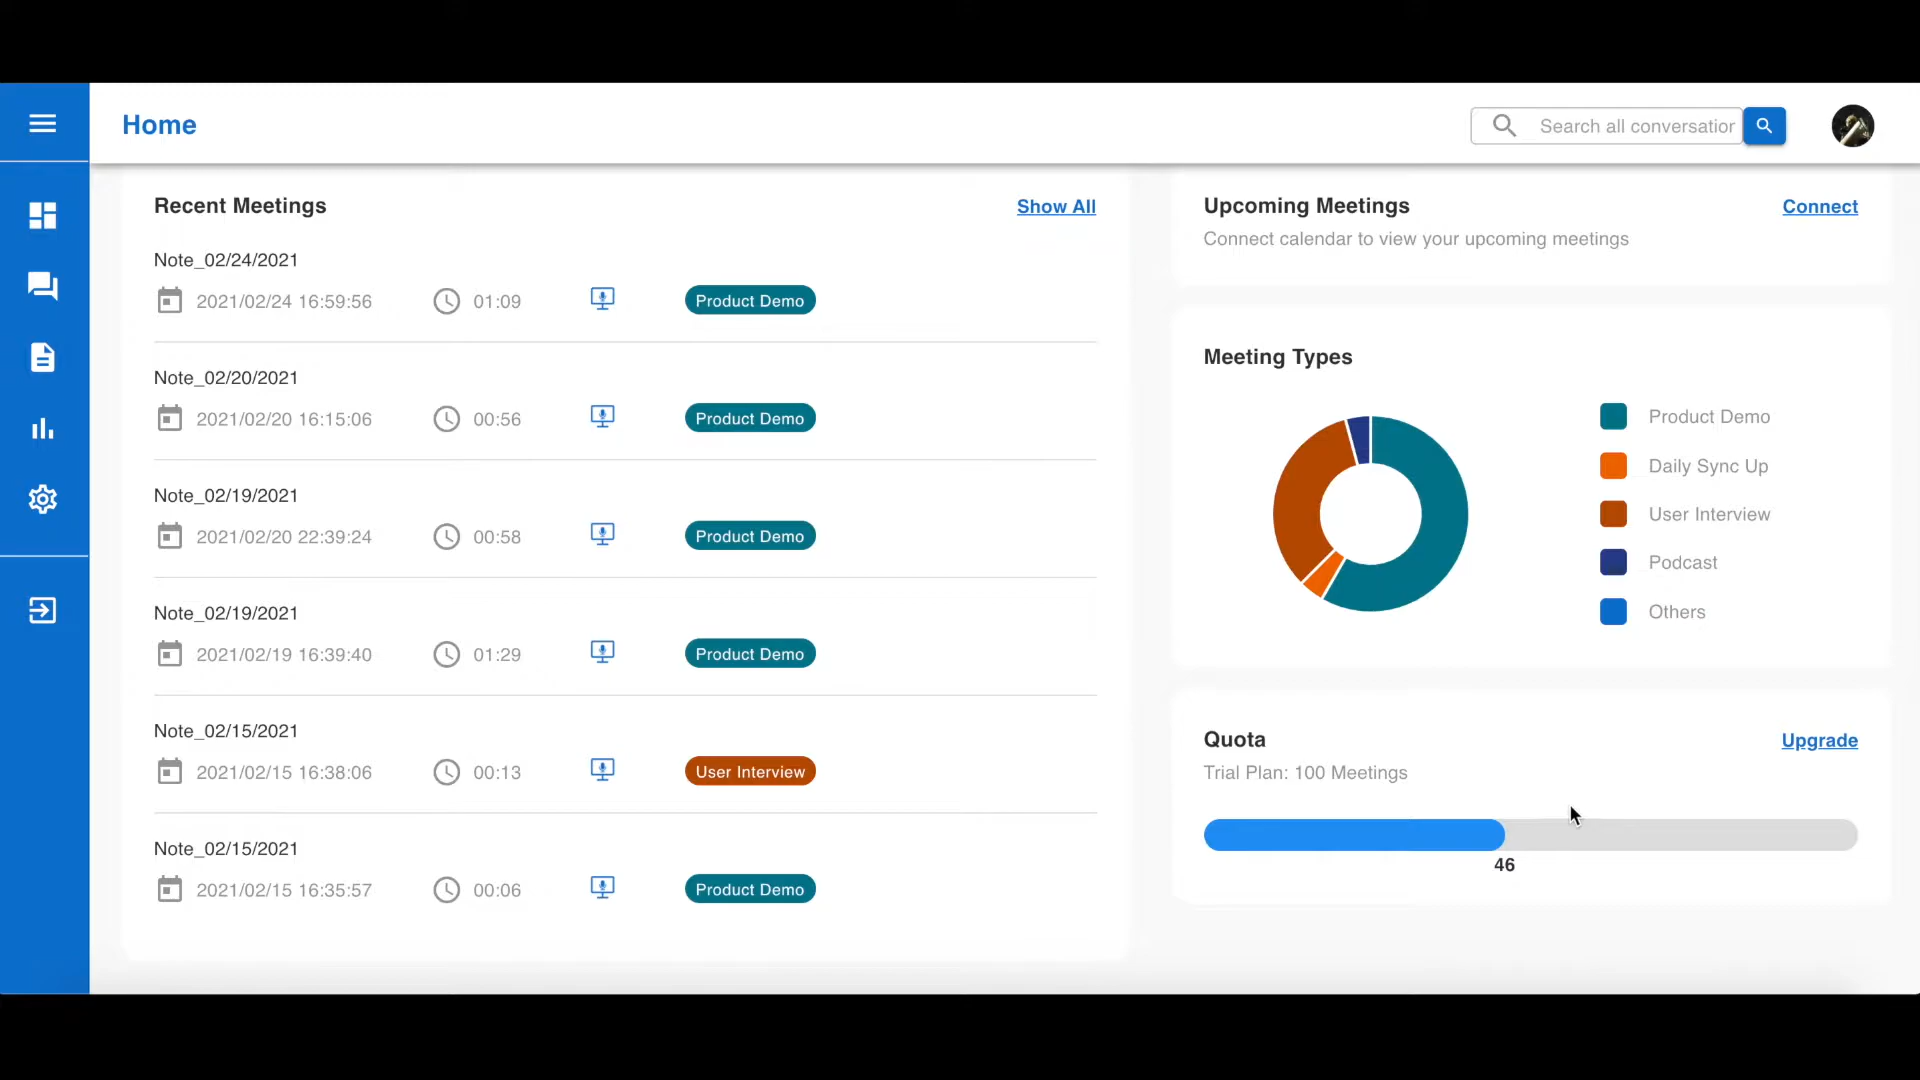 Home
Search all conversation
Recent Meetings
Show All
Note_02/24/2021
2021/02/24 16:59:56
01:09
Product Demo
Note_02/20/2021
2021/02/20 16:15:06
00:56
Product Demo
Note_02/19/2021
2021/02/20 22:39:24
00:58
Product Demo
Note_02/19/2021
2021/02/19 16:39:40
01:29
Product Demo
Note_02/15/2021
2021/02/15 16:38:06
00:13
User Interview
Note_02/15/2021
2021/02/15 16:35:57
00:06
Product Demo
Upcoming Meetings
Connect
Connect calendar to view your upcoming meetings
Meeting Types
Product Demo
Daily Sync Up
User Interview
Podcast
Others
Quota
Upgrade
Trial Plan: 100 Meetings
46